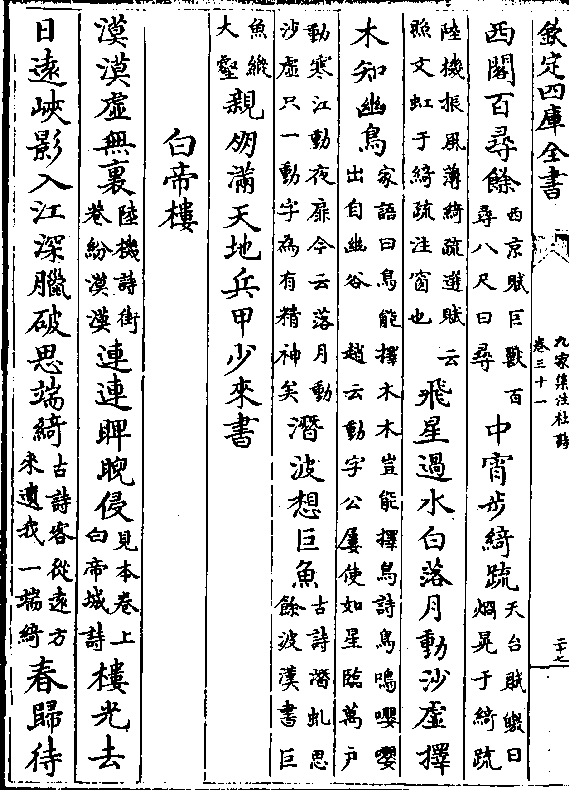 欽定四庫全書
九家集注杜詩
卷三十一
二十七
西閣百尋餘西京賦巨獸百尋八尺曰尋中宵步綺疏天台賦皦日烱晃于綺疏
陸機振風薄綺疏選賦云照文虹于綺疏注窗也飛星過水白落月動沙虛擇
木知幽鳥家語曰鳥能擇木木豈能擇鳥詩鳥鳴嚶嚶出自幽谷 趙云動字公屢使如星臨萬戶
動寒江動夜扉今云落月動沙虛只一動字為有精神矣潛波想巨魚古詩潛虬思餘波漢書巨
魚縱大壑親朋滿天地兵甲少來書
白帝樓
漠漠虛無裏陸機詩街巷紛漠漠連連睥睨侵見本卷上白帝城詩樓光去
日遠峽影入江深臘破思端綺古詩客從遠方來遺我一端綺春歸待